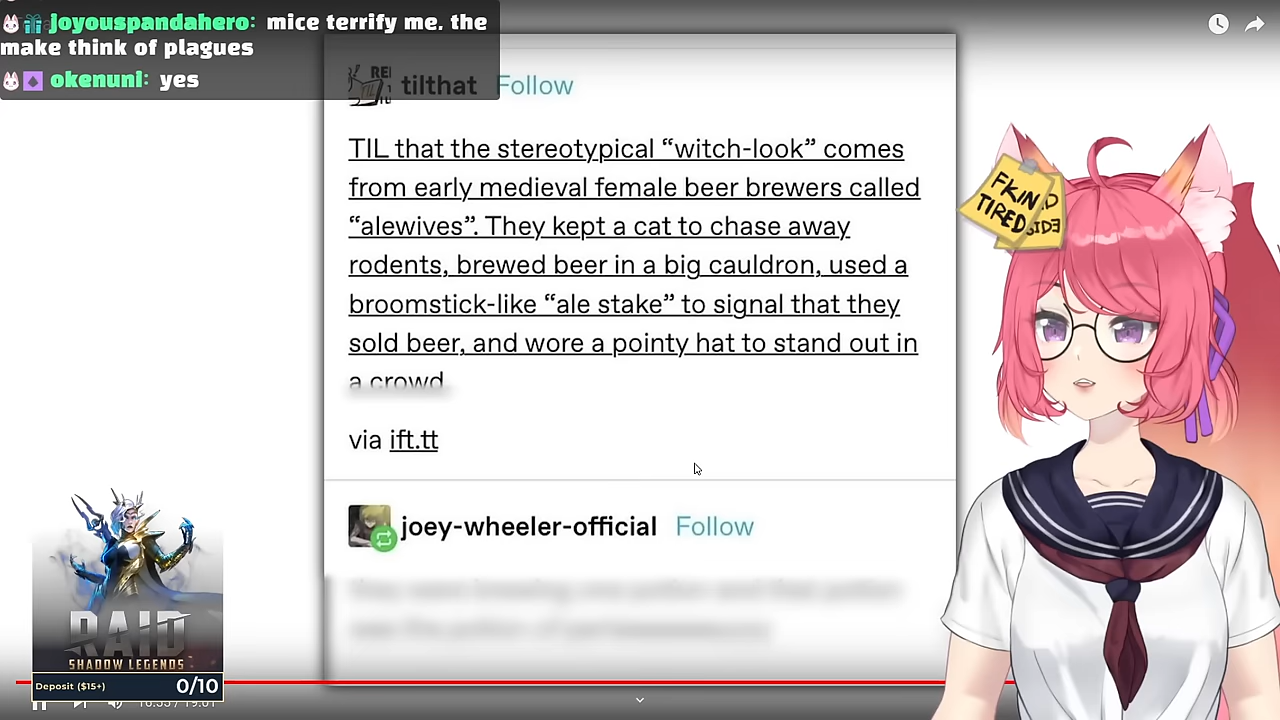 joyouspandahero: mice terrify me. the
make think of plagues
okenuni: yes
tilthat Follow
TIL that the stereotypical “witch-look” comes
from early medieval female beer brewers called
“alewives”. They kept a cat to chase away
rodents, brewed beer in a big cauldron, used a
broomstick-like “ale stake” to signal that they
sold beer, and wore a pointy hat to stand out in
a crowd.
via ift.tt
joey-wheeler-official Follow
FKIN
TIRED
RAID
SHADOW LEGENDS
Deposit ($15+) 0/10